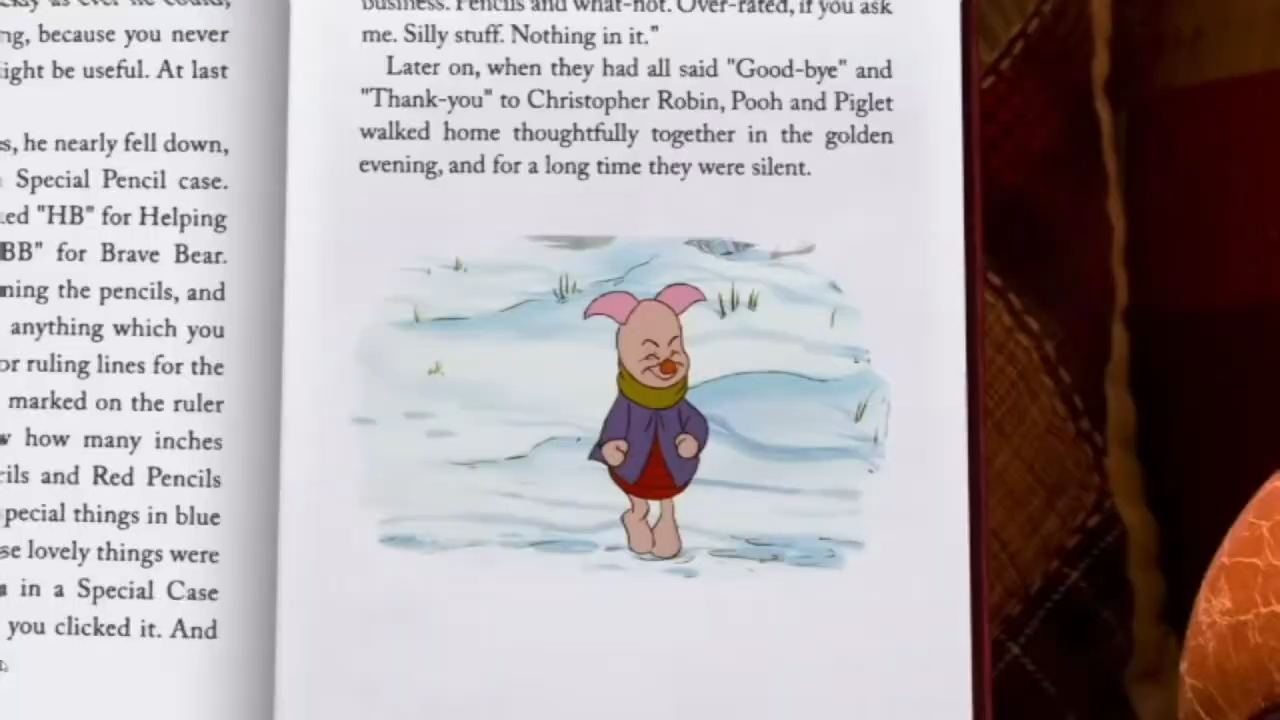 ng, because you never
ight be useful. At last
s, he nearly fell down,
Special Pencil case.
ed "HB" for Helping
BB" for Brave Bear.
ning the pencils, and
anything which you
or ruling lines for the
marked on the ruler
w how many inches
cils and Red Pencils
pecial things in blue
se lovely things were
in a Special Case
you clicked it. And
business. Pencils and what-not. Over-rated, if you ask
me. Silly stuff. Nothing in it."
Later on, when they had all said "Good-bye" and
"Thank-you" to Christopher Robin, Pooh and Piglet
walked home thoughtfully together in the golden
evening, and for a long time they were silent.